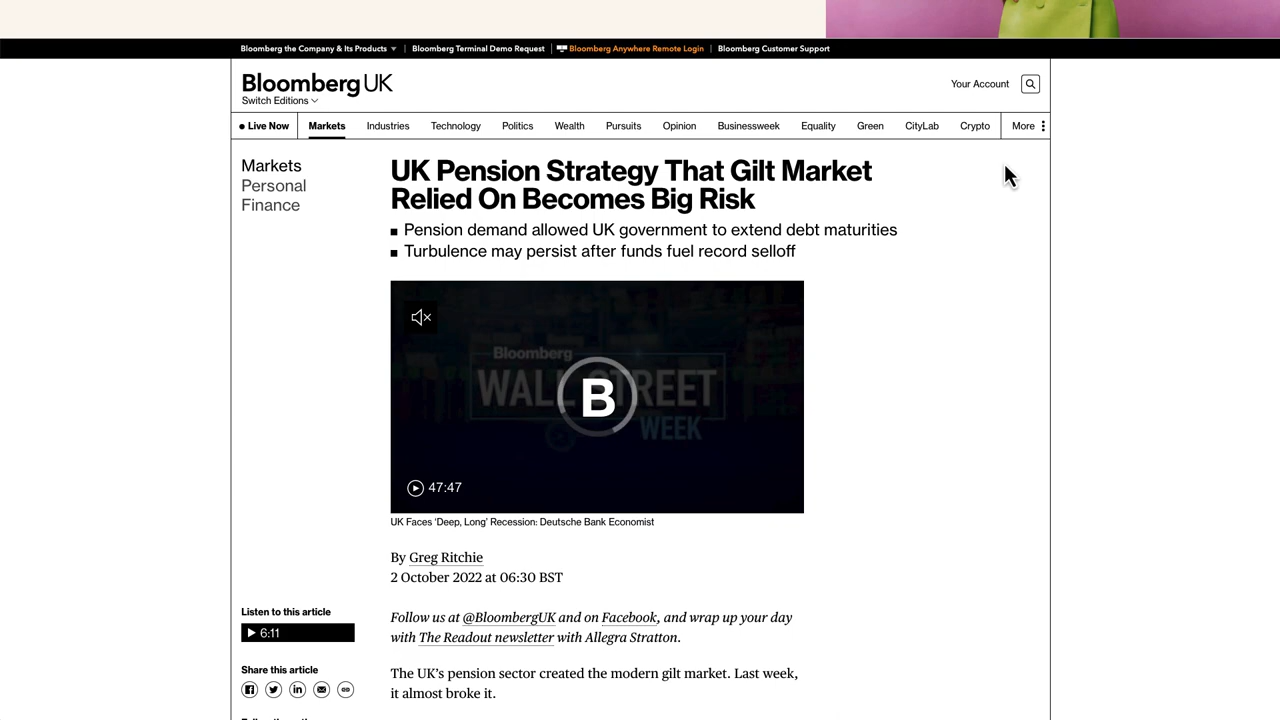 Bloomberg the Company & Its Products
Bloomberg Terminal Demo Request
Bloomberg Anywhere Remote Login
Bloomberg Customer Support
Bloomberg UK
Switch Editions
Your Account
Live Now
Markets
Industries
Technology
Politics
Wealth
Pursuits
Opinion
Businessweek
Equality
Green
CityLab
Crypto
More
Markets
Personal
Finance
UK Pension Strategy That Gilt Market
Relied On Becomes Big Risk
Pension demand allowed UK government to extend debt maturities
Turbulence may persist after funds fuel record selloff
Bloomberg
WALL STREET
WEEK
B
47:47
UK Faces ‘Deep, Long’ Recession: Deutsche Bank Economist
By Greg Ritchie
2 October 2022 at 06:30 BST
Listen to this article
6:11
Share this article
Follow us at @BloombergUK and on Facebook, and wrap up your day
with The Readout newsletter with Allegra Stratton.
The UK’s pension sector created the modern gilt market. Last week,
it almost broke it.